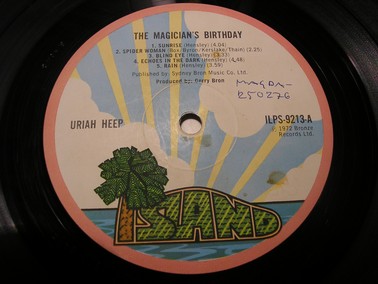 THE MAGICIAN'S BIRTHDAY
1. SUNRISE (Hensley) (4.04)
2. SPIDER WOMAN (Box/Byron/Kerslake/Thain) (2.25)
3. BLIND EYE (Hensley) (3.33)
4. ECHOES IN THE DARK (Hensley) (4.48)
5. RAIN (Hensley) (3.59)
Published by: Sydney Bron Music Co. Ltd.
Produced by: Gerry Bron
MAGDA-
250276
URIAH HEEP
ILPS-9213-A
℗ 1972 Bronze
Records Ltd.
ISLAND